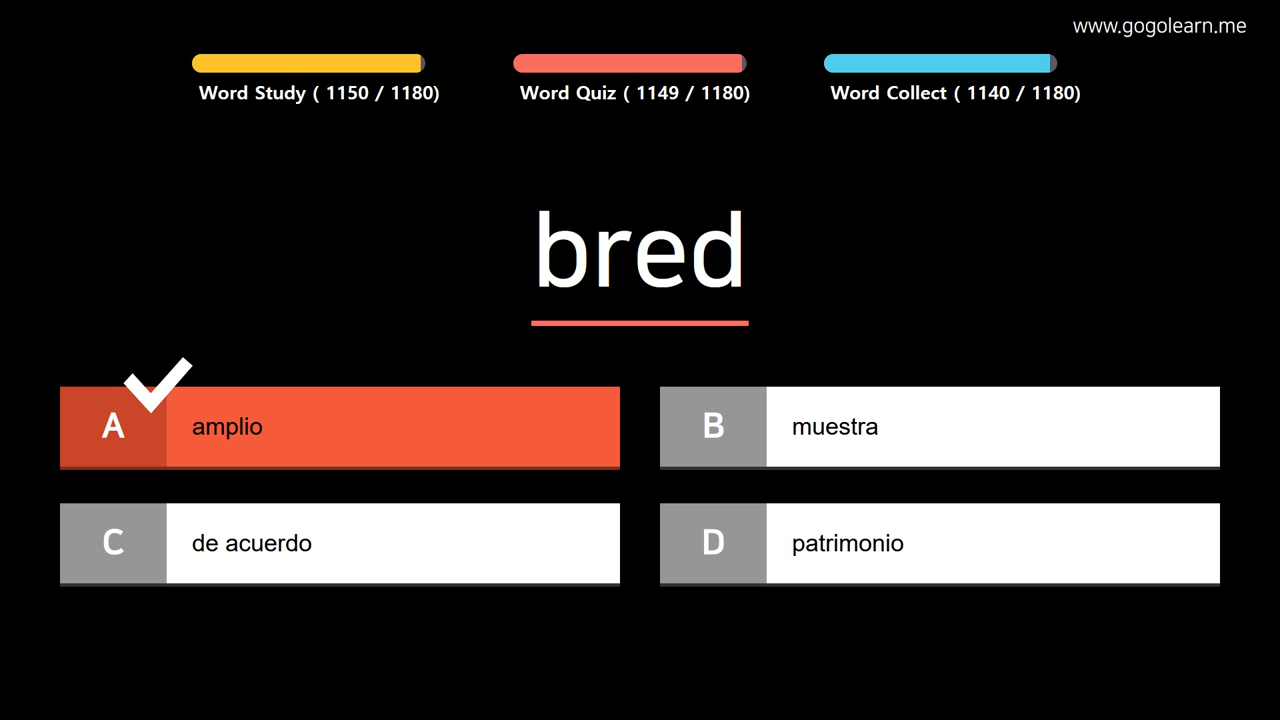 www.gogolearn.me
Word Study ( 1150 / 1180)
Word Quiz ( 1149 / 1180)
Word Collect ( 1140 / 1180)
bred
A amplio
B muestra
C de acuerdo
D patrimonio